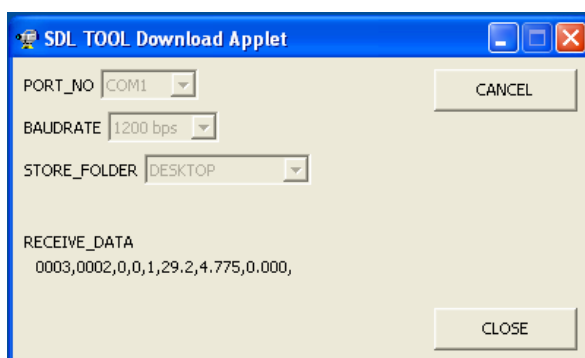 SDL TOOL Download Applet
PORT_NO COM1
CANCEL
BAUDRATE 1200 bps
STORE_FOLDER DESKTOP
RECEIVE_DATA
0003,0002,0,0,1,29.2,4.775,0.000,
CLOSE